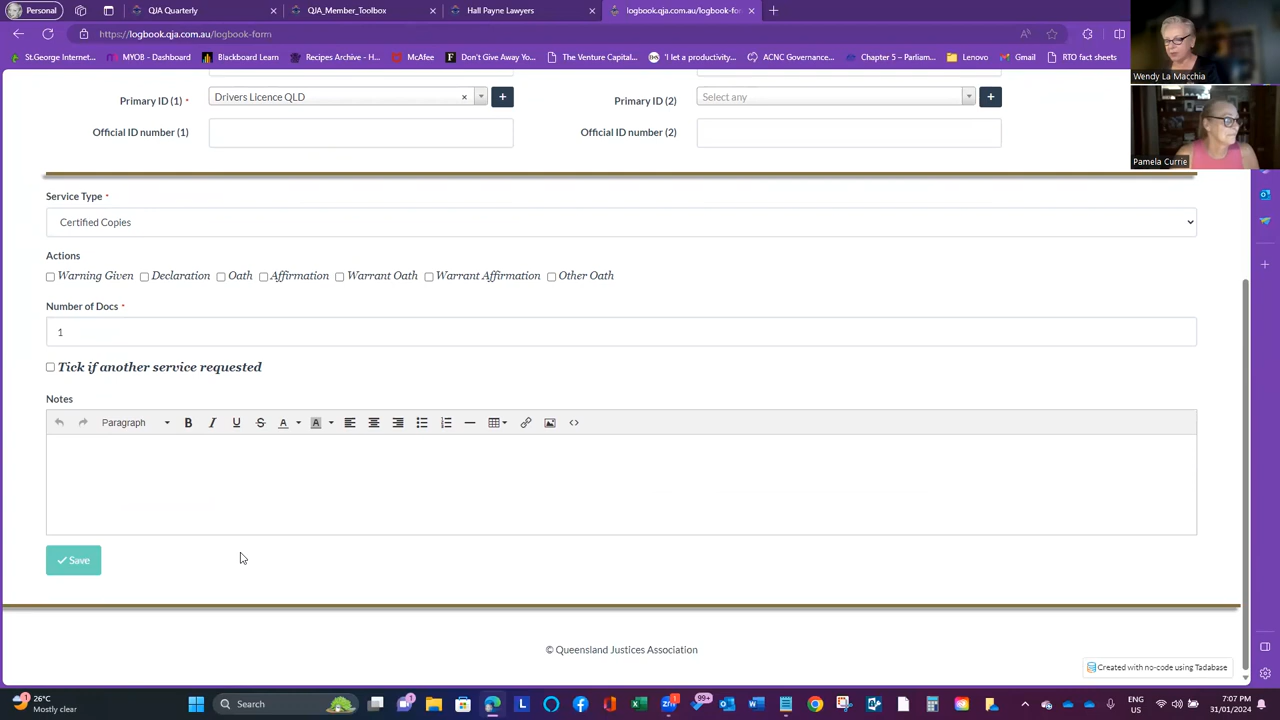 Personal
QJA Quarterly
QJA_Member_Toolbox
Hall Payne Lawyers
logbook.qja.com.au/logbook-for
https://logbook.qja.com.au/logbook-form
St.George Internet...
MYOB - Dashboard
Blackboard Learn
Recipes Archive - H...
McAfee
Don't Give Away Yo...
The Venture Capital...
'I let a productivity...
ACNC Governance...
Chapter 5 – Parliam...
Lenovo
Gmail
RTO fact sheets
Wendy La Macchia
Pamela Currie
Primary ID (1) *
Drivers Licence QLD
×
+
Primary ID (2)
Select any
+
Official ID number (1)
Official ID number (2)
Service Type *
Certified Copies
Actions
Warning Given
Declaration
Oath
Affirmation
Warrant Oath
Warrant Affirmation
Other Oath
Number of Docs *
1
Tick if another service requested
Notes
Paragraph
B
I
U
S
A
A
Save
© Queensland Justices Association
Created with no-code using Tadabase
26°C
Mostly clear
Search
1
99+
ENG
US
7:07 PM
31/01/2024